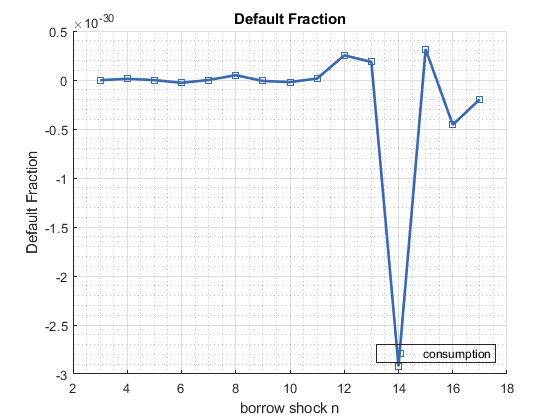 Default Fraction
×10-30
0.5
0
-0.5
-1
-1.5
-2
-2.5
-3
Default Fraction
consumption
2 4 6 8 10 12 14 16 18
borrow shock n